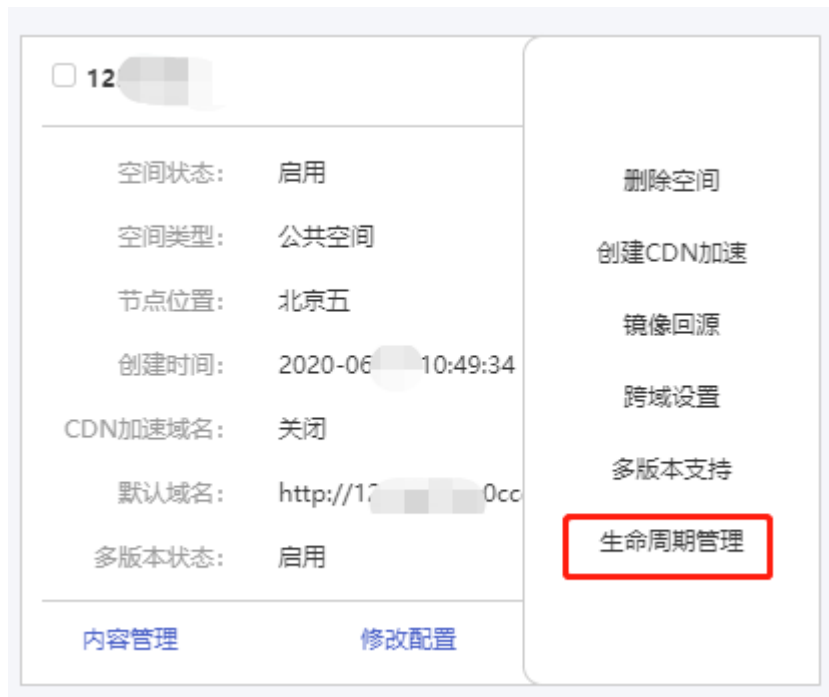 12
空间状态： 启用
空间类型： 公共空间
节点位置： 北京五
创建时间： 2020-06 10:49:34
CDN加速域名： 关闭
默认域名： http://12 0cc
多版本状态： 启用
内容管理 修改配置
删除空间
创建CDN加速
镜像回源
跨域设置
多版本支持
生命周期管理